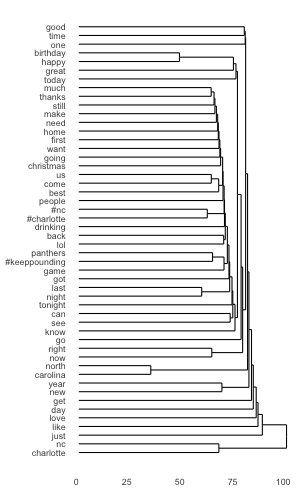 good
time
one
birthday
happy
great
today
much
thanks
still
make
need
home
first
want
going
christmas
us
come
best
people
#nc
#charlotte
drinking
back
lol
panthers
#keeppounding
game
got
last
night
tonight
can
see
know
go
right
now
north
carolina
year
new
get
day
love
like
just
nc
charlotte
0 25 50 75 100